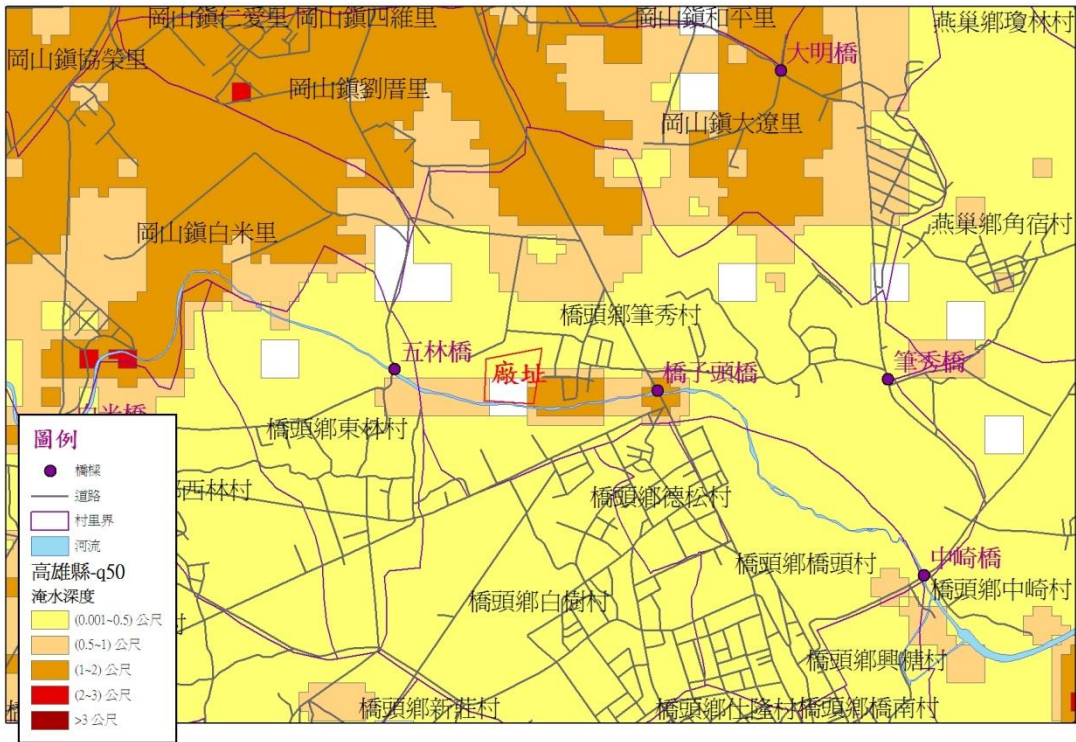 岡山鎮仁愛里
岡山鎮四維里
岡山鎮和平里
燕巢鄉瓊林村
岡山鎮協榮里
大明橋
岡山鎮劉厝里
岡山鎮大遼里
岡山鎮白米里
燕巢鄉角宿村
橋頭鄉筆秀村
五林橋
廠址
橋子頭橋
筆秀橋
白米橋
橋頭鄉東林村
西林村
橋頭鄉德松村
橋頭鄉橋頭村
中崎橋
橋頭鄉中崎村
橋頭鄉白樹村
橋頭鄉興糖村
橋頭鄉新莊村
橋頭鄉仕隆村
橋頭鄉橋南村
圖例
橋樑
道路
村里界
河流
高雄縣-q50
淹水深度
(0.001~0.5) 公尺
(0.5~1) 公尺
(1~2) 公尺
(2~3) 公尺
>3 公尺